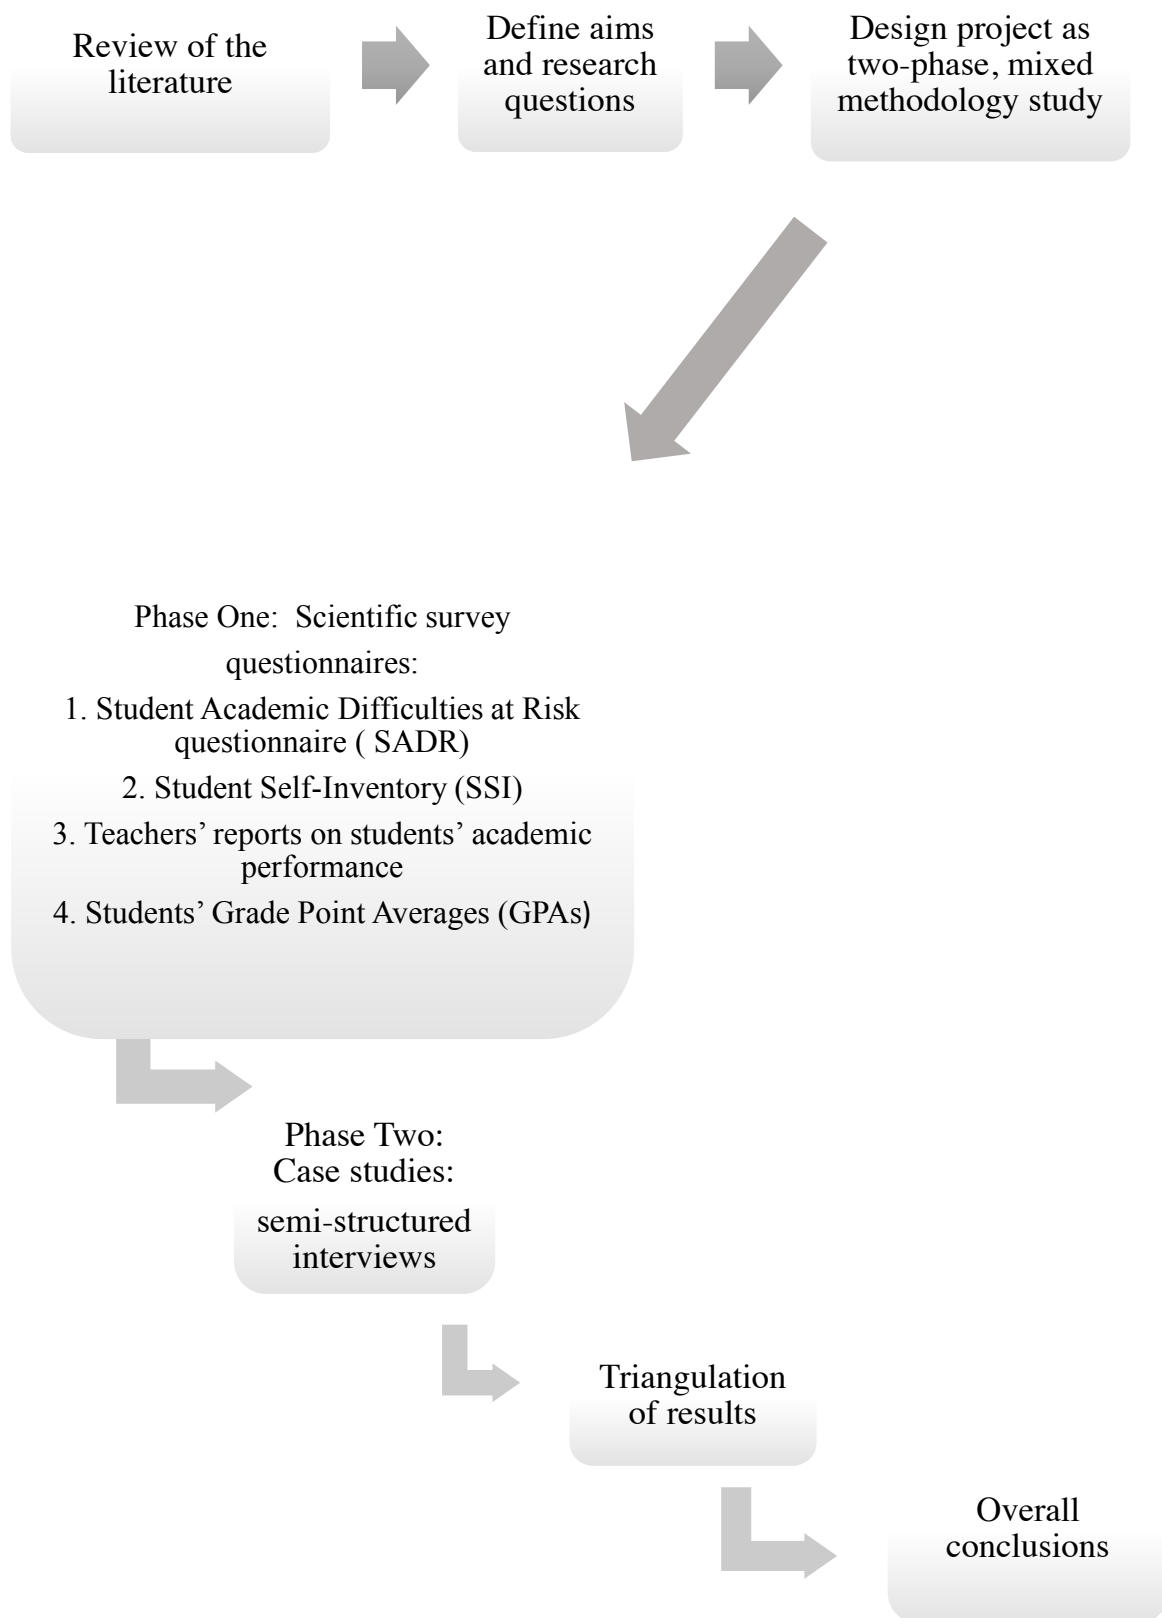 Review of the
literature
Define aims
and research
questions
Design project as
two-phase, mixed
methodology study
Phase One:  Scientific survey
questionnaires:
1. Student Academic Difficulties at Risk
questionnaire ( SADR)
2. Student Self-Inventory (SSI)
3. Teachers’ reports on students’ academic
performance
4. Students’ Grade Point Averages (GPAs)
Phase Two:
Case studies:
semi-structured
interviews
Triangulation
of results
Overall
conclusions